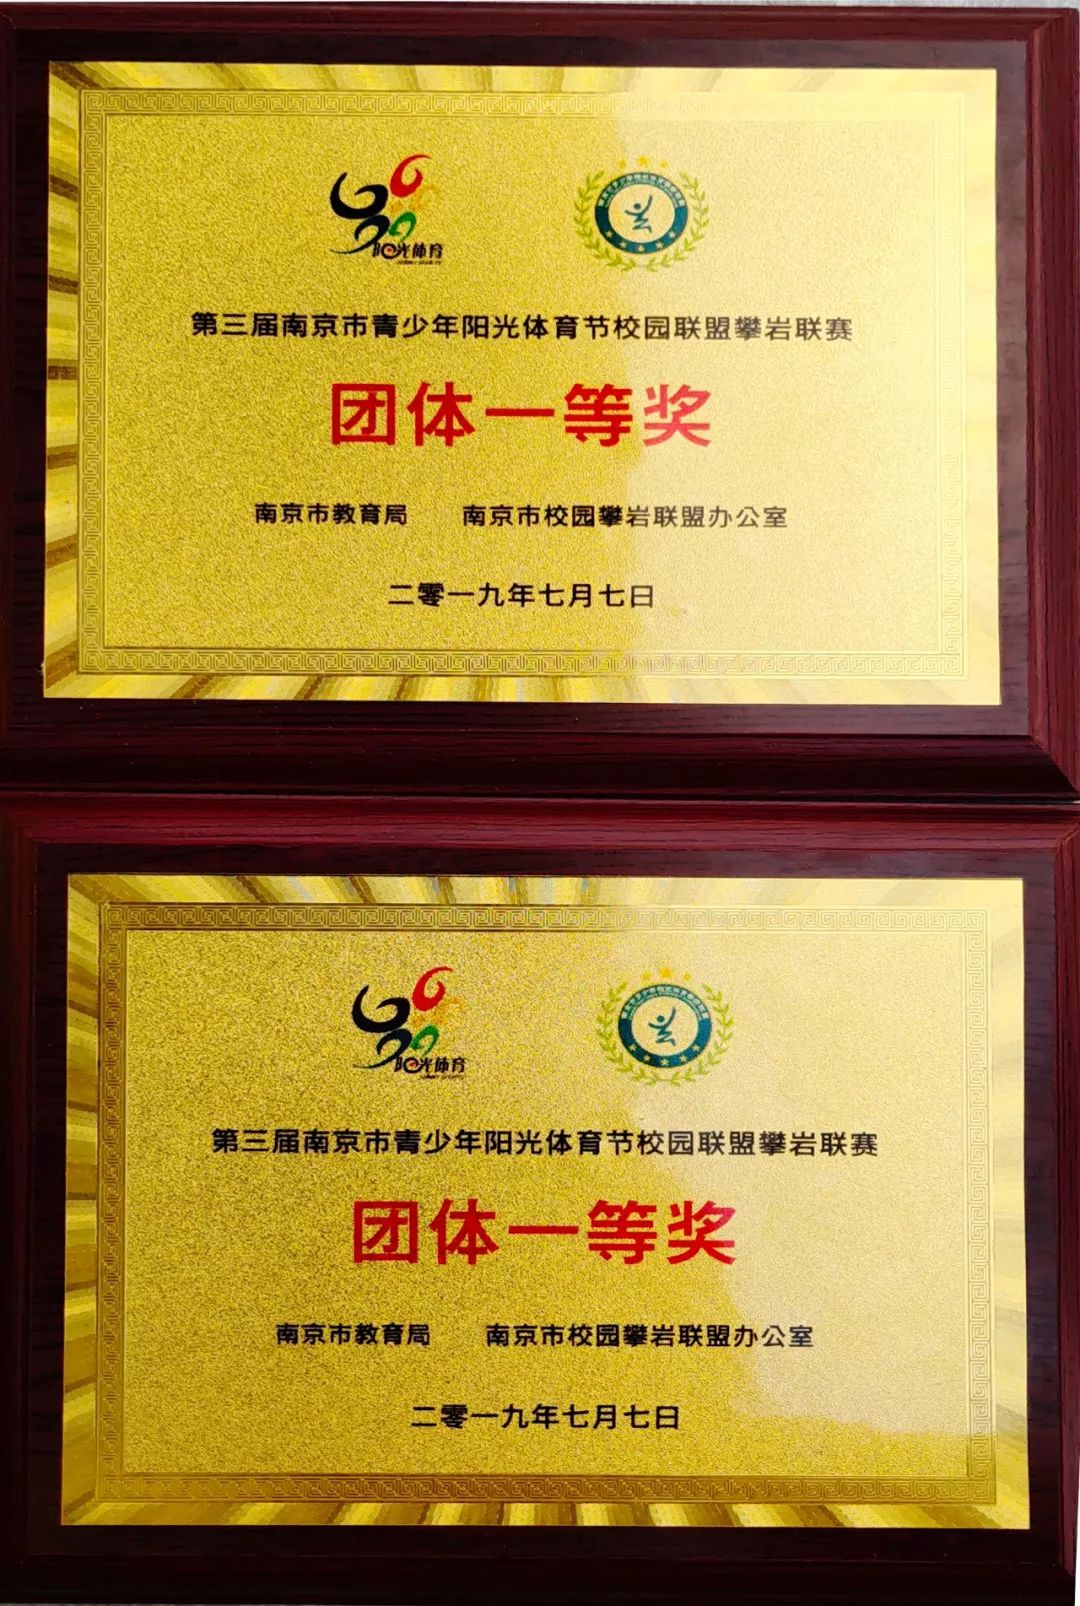 阳光体育
第三届南京市青少年阳光体育节校园联盟攀岩联赛
团体一等奖
南京市教育局 南京市校园攀岩联盟办公室
二零一九年七月七日
阳光体育
第三届南京市青少年阳光体育节校园联盟攀岩联赛
团体一等奖
南京市教育局 南京市校园攀岩联盟办公室
二零一九年七月七日